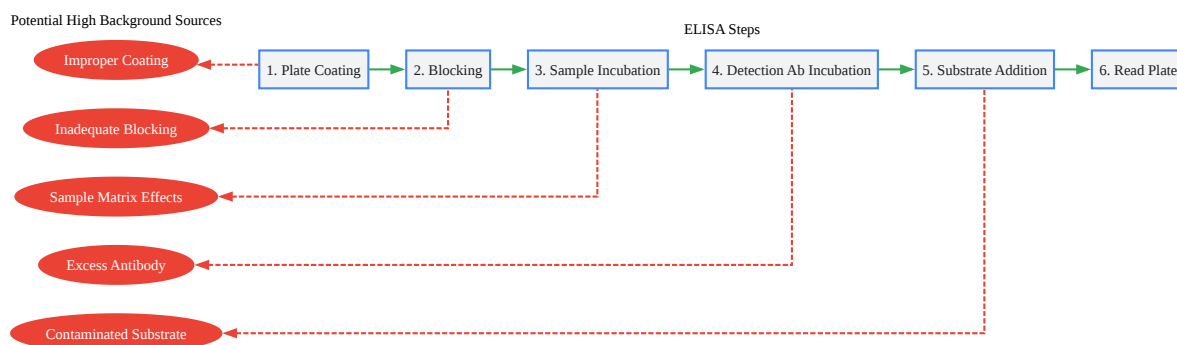 Potential High Background Sources
ELISA Steps
Improper Coating
1. Plate Coating
2. Blocking
3. Sample Incubation
4. Detection Ab Incubation
5. Substrate Addition
6. Read Plate
Inadequate Blocking
Sample Matrix Effects
Excess Antibody
Contaminated Substrate